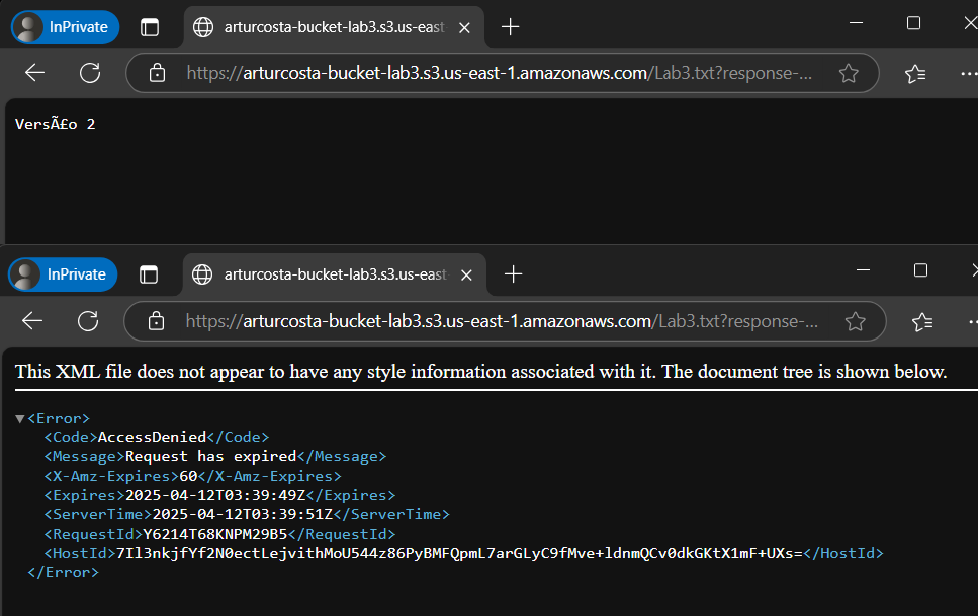 InPrivate
arturcosta-bucket-lab3.s3.us-east
https://arturcosta-bucket-lab3.s3.us-east-1.amazonaws.com/Lab3.txt?response-...
VersÃ£o 2
InPrivate
arturcosta-bucket-lab3.s3.us-east
https://arturcosta-bucket-lab3.s3.us-east-1.amazonaws.com/Lab3.txt?response-...
This XML file does not appear to have any style information associated with it. The document tree is shown below.
▼<Error>
<Code>AccessDenied</Code>
<Message>Request has expired</Message>
<X-Amz-Expires>60</X-Amz-Expires>
<Expires>2025-04-12T03:39:49Z</Expires>
<ServerTime>2025-04-12T03:39:51Z</ServerTime>
<RequestId>Y6214T68KNPM29B5</RequestId>
<HostId>7Il3nkjfYf2N0ectLejvithMoU544z86PyBMFQpmL7arGLyC9fMve+ldnmQCv0dkGKtX1mF+UXs=</HostId>
</Error>